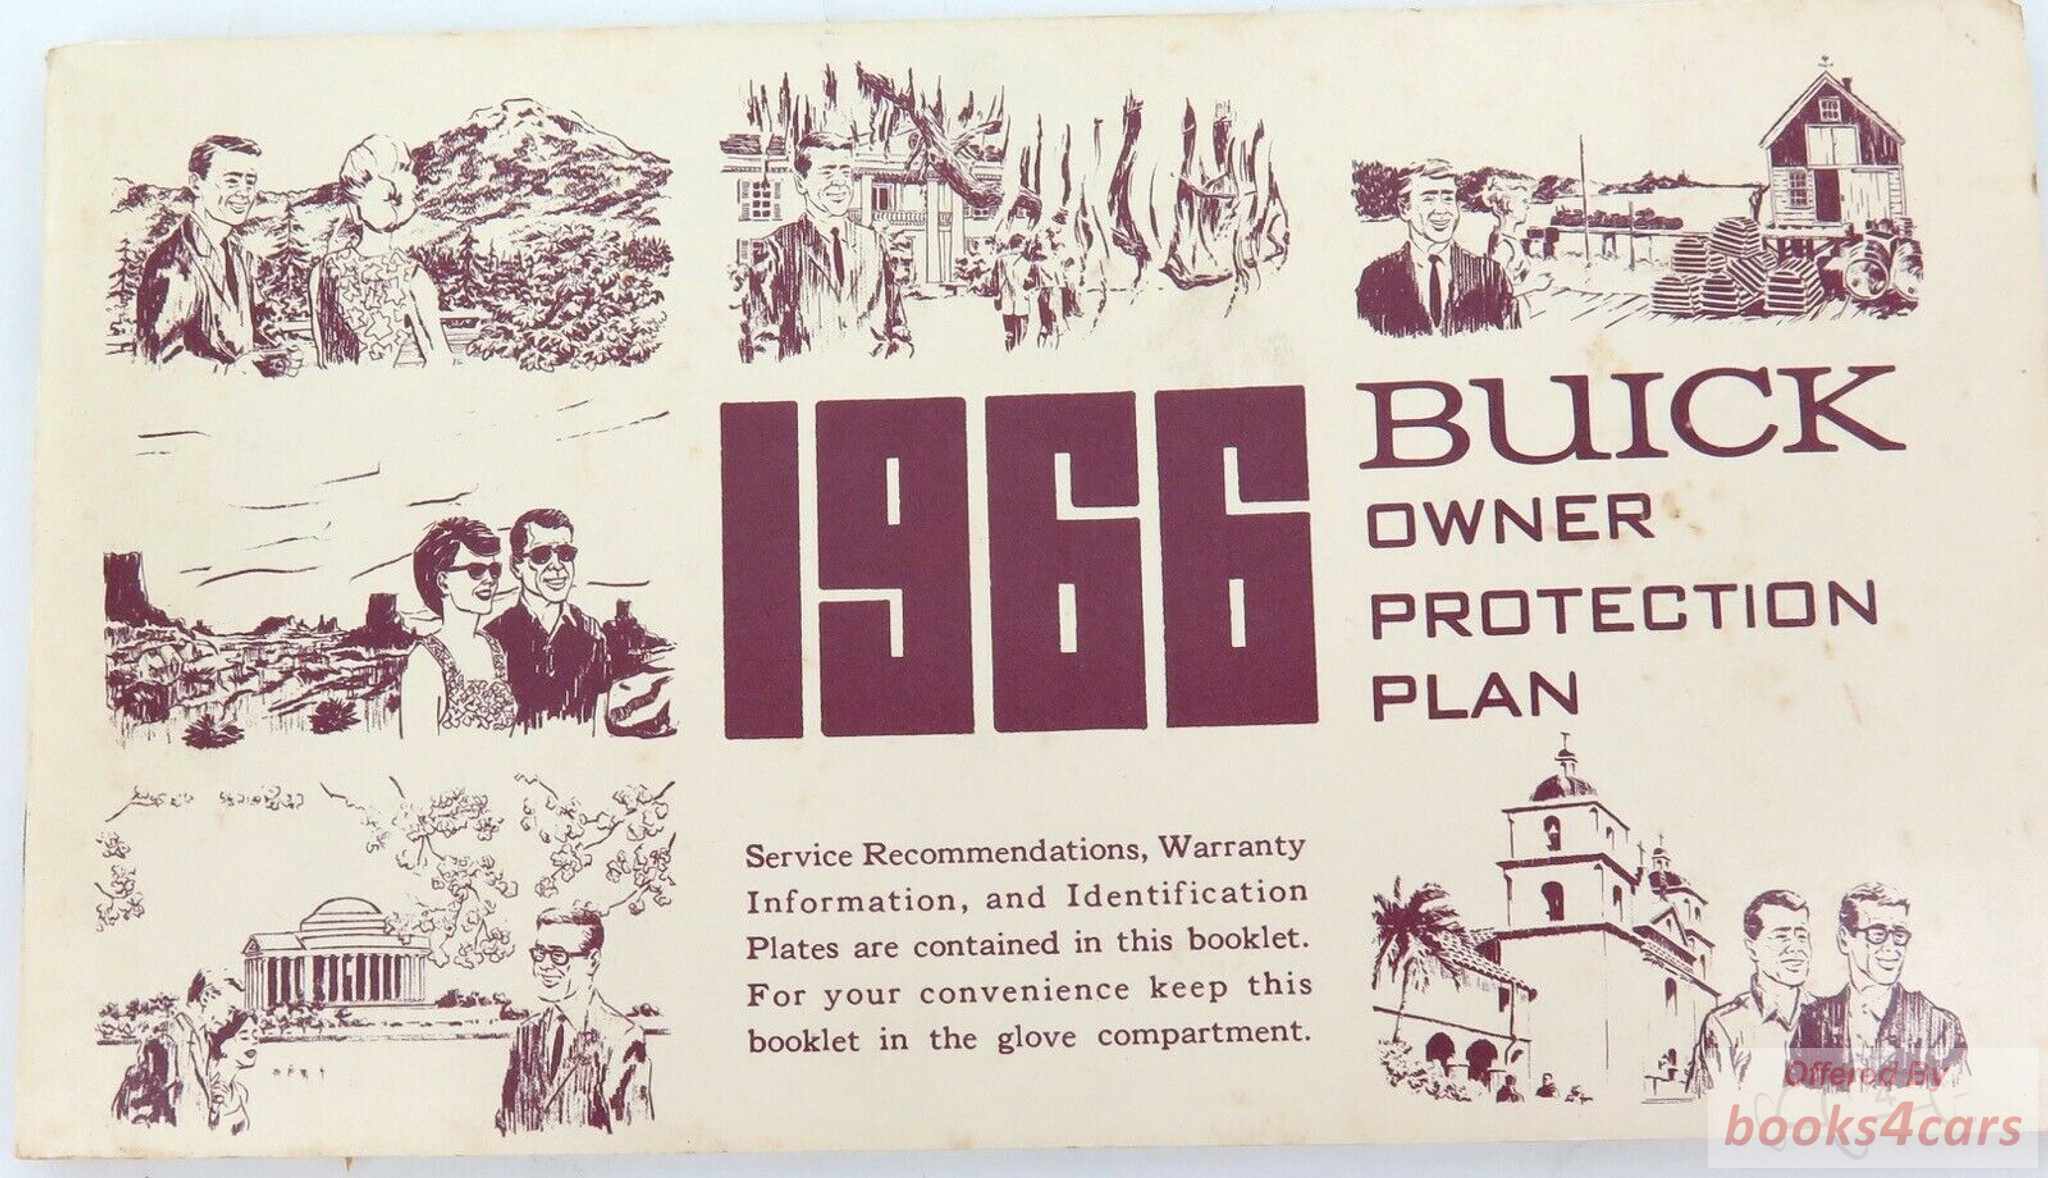 1966
BUICK
OWNER
PROTECTION
PLAN
Service Recommendations, Warranty
Information, and Identification
Plates are contained in this booklet.
For your convenience keep this
booklet in the glove compartment.
Offered By
books4cars